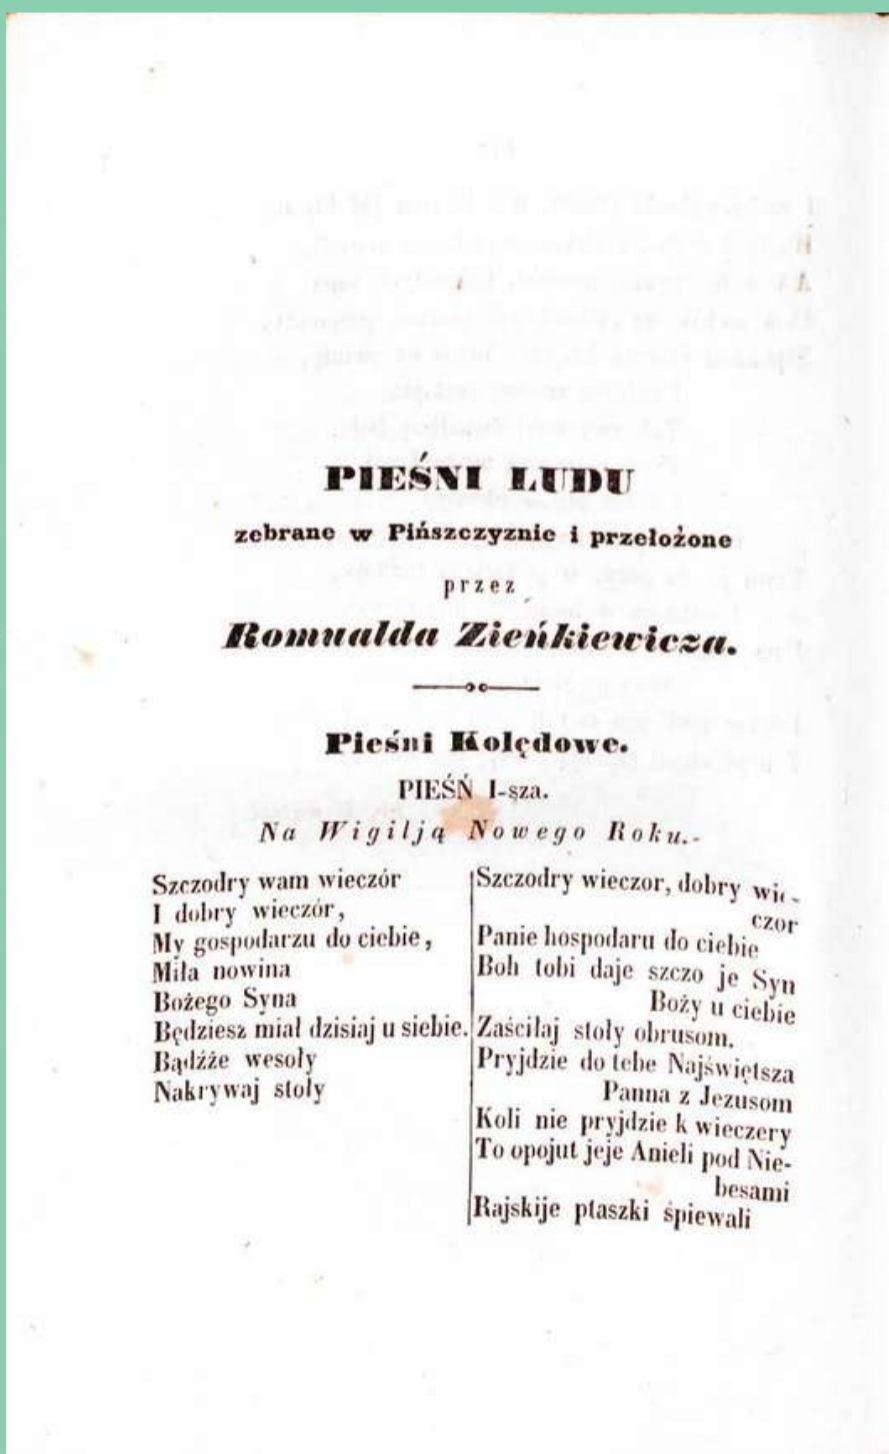 PIEŚNI LUDU
zebrane w Pińszczyznie i przełożone
przez
Romualda Zieńkiewicza.
Pieśni Kolędowe.
PIEŚŃ I-sza.
Na Wigilją Nowego Roku.-
Szczodry wam wieczór
I dobry wieczór,
My gospodarzu do ciebie,
Miła nowina
Bożego Syna
Będziesz miał dzisiaj u siebie.
Bądźże wesoły
Nakrywaj stoły
Szczodry wieczor, dobry wie-
czor
Panie hospodaru do ciebie
Boh tobi daje szczo je Syn
Boży u ciebie
Zaściłaj stoły obrusom.
Pryjdzie do tebe Najświętsza
Panna z Jezusom
Koli nie pryjdzie k wieczery
To opojut jeje Anieli pod Nie-
besami
Rajskije ptaszki śpiewali